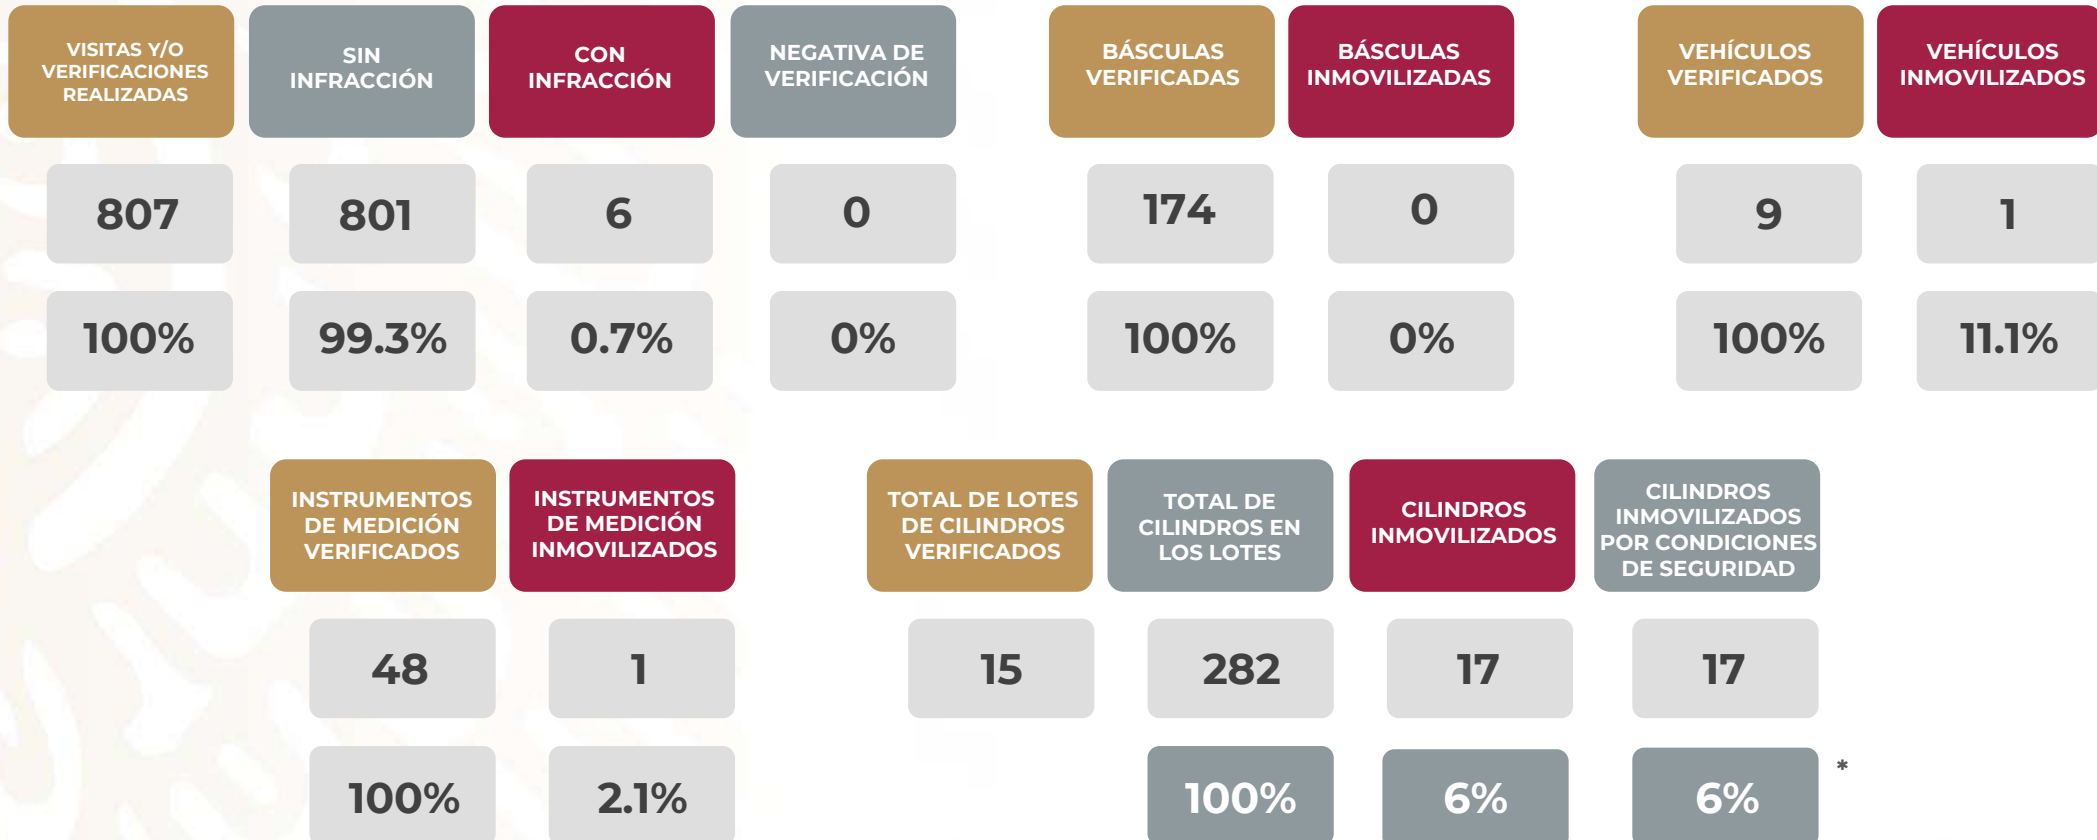 VISITAS Y/O
VERIFICACIONES
REALIZADAS
SIN
INFRACCIÓN
CON
INFRACCIÓN
NEGATIVA DE
VERIFICACIÓN
BÁSCULAS
VERIFICADAS
BÁSCULAS
INMOVILIZADAS
VEHÍCULOS
VERIFICADOS
VEHÍCULOS
INMOVILIZADOS
807
801
6
0
174
0
9
1
100%
99.3%
0.7%
0%
100%
0%
100%
11.1%
INSTRUMENTOS
DE MEDICIÓN
VERIFICADOS
INSTRUMENTOS
DE MEDICIÓN
INMOVILIZADOS
TOTAL DE LOTES
DE CILINDROS
VERIFICADOS
TOTAL DE
CILINDROS EN
LOS LOTES
CILINDROS
INMOVILIZADOS
CILINDROS
INMOVILIZADOS
POR CONDICIONES
DE SEGURIDAD
48
1
15
282
17
17
100%
2.1%
100%
6%
6%
*